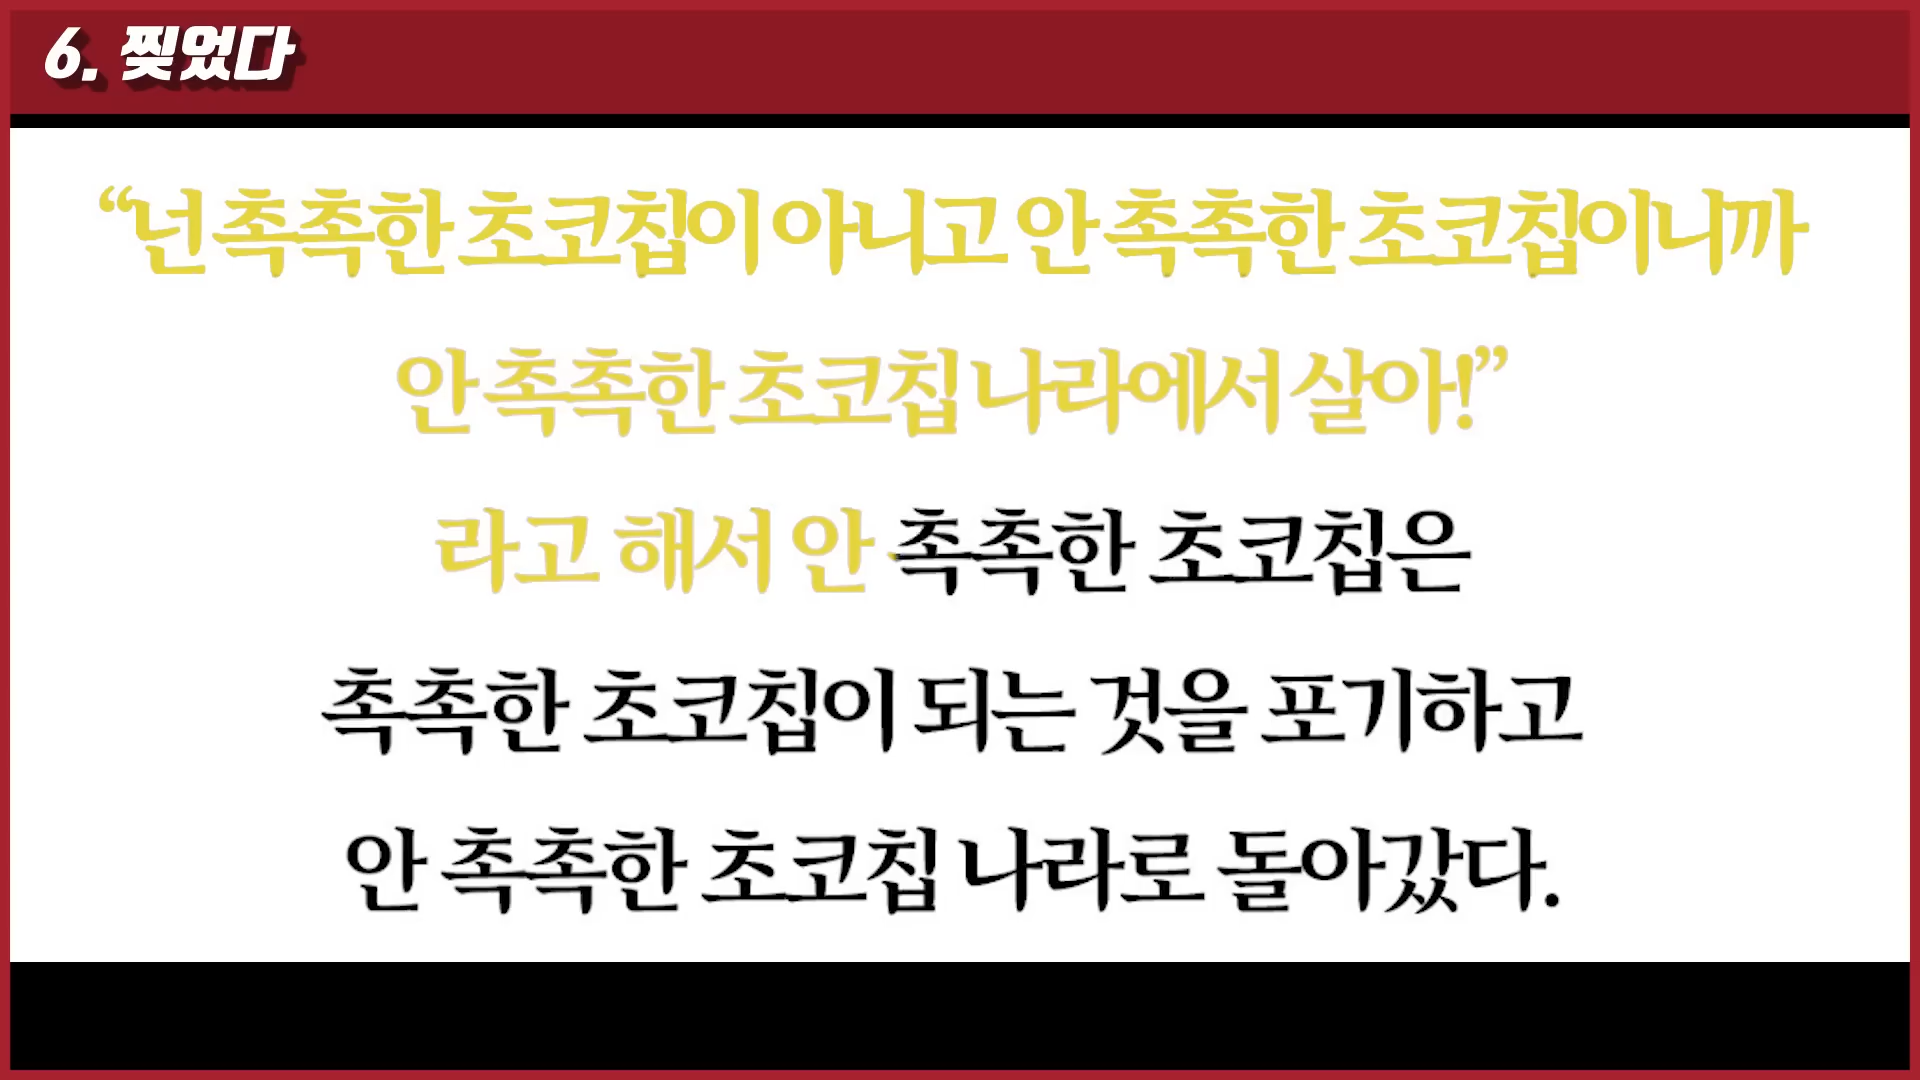 6. 찢었다
“넌 촉촉한 초코칩이 아니고 안 촉촉한 초코칩이니까
안 촉촉한 초코칩 나라에서 살아!”
라고 해서 안 촉촉한 초코칩은
촉촉한 초코칩이 되는 것을 포기하고
안 촉촉한 초코칩 나라로 돌아갔다.